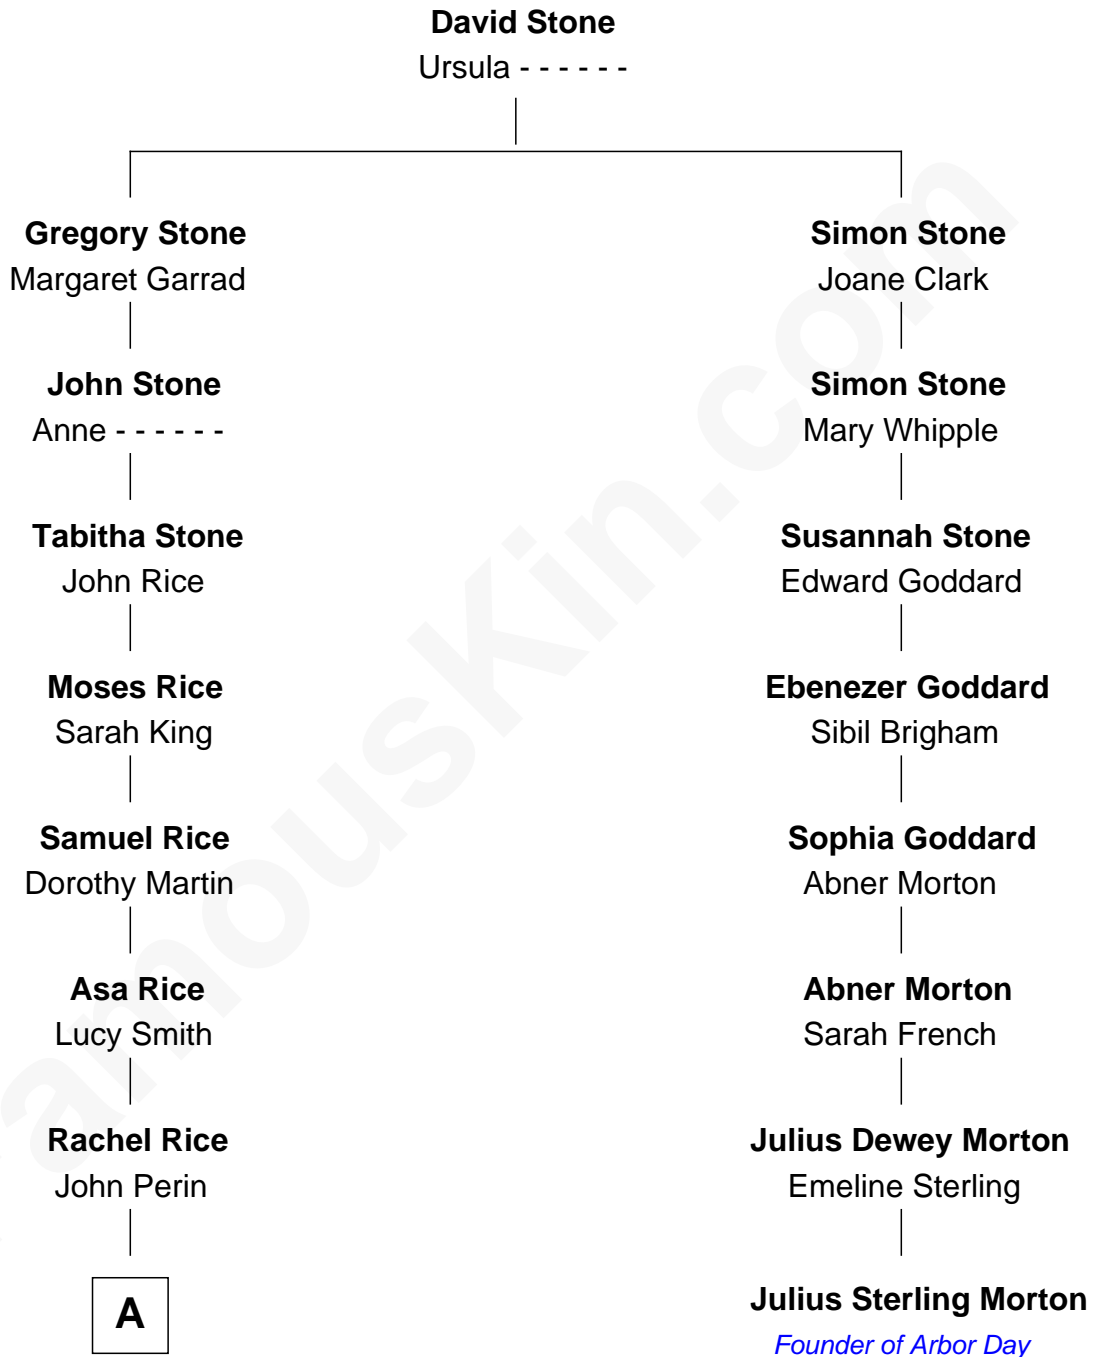 David Stone
Ursula - - - - - -
Gregory Stone
Margaret Garrad
John Stone
Anne - - - - - -
Tabitha Stone
John Rice
Moses Rice
Sarah King
Samuel Rice
Dorothy Martin
Asa Rice
Lucy Smith
Rachel Rice
John Perin
A
Simon Stone
Joane Clark
Simon Stone
Mary Whipple
Susannah Stone
Edward Goddard
Ebenezer Goddard
Sibil Brigham
Sophia Goddard
Abner Morton
Abner Morton
Sarah French
Julius Dewey Morton
Emeline Sterling
Julius Sterling Morton
Founder of Arbor Day
amouskin.com